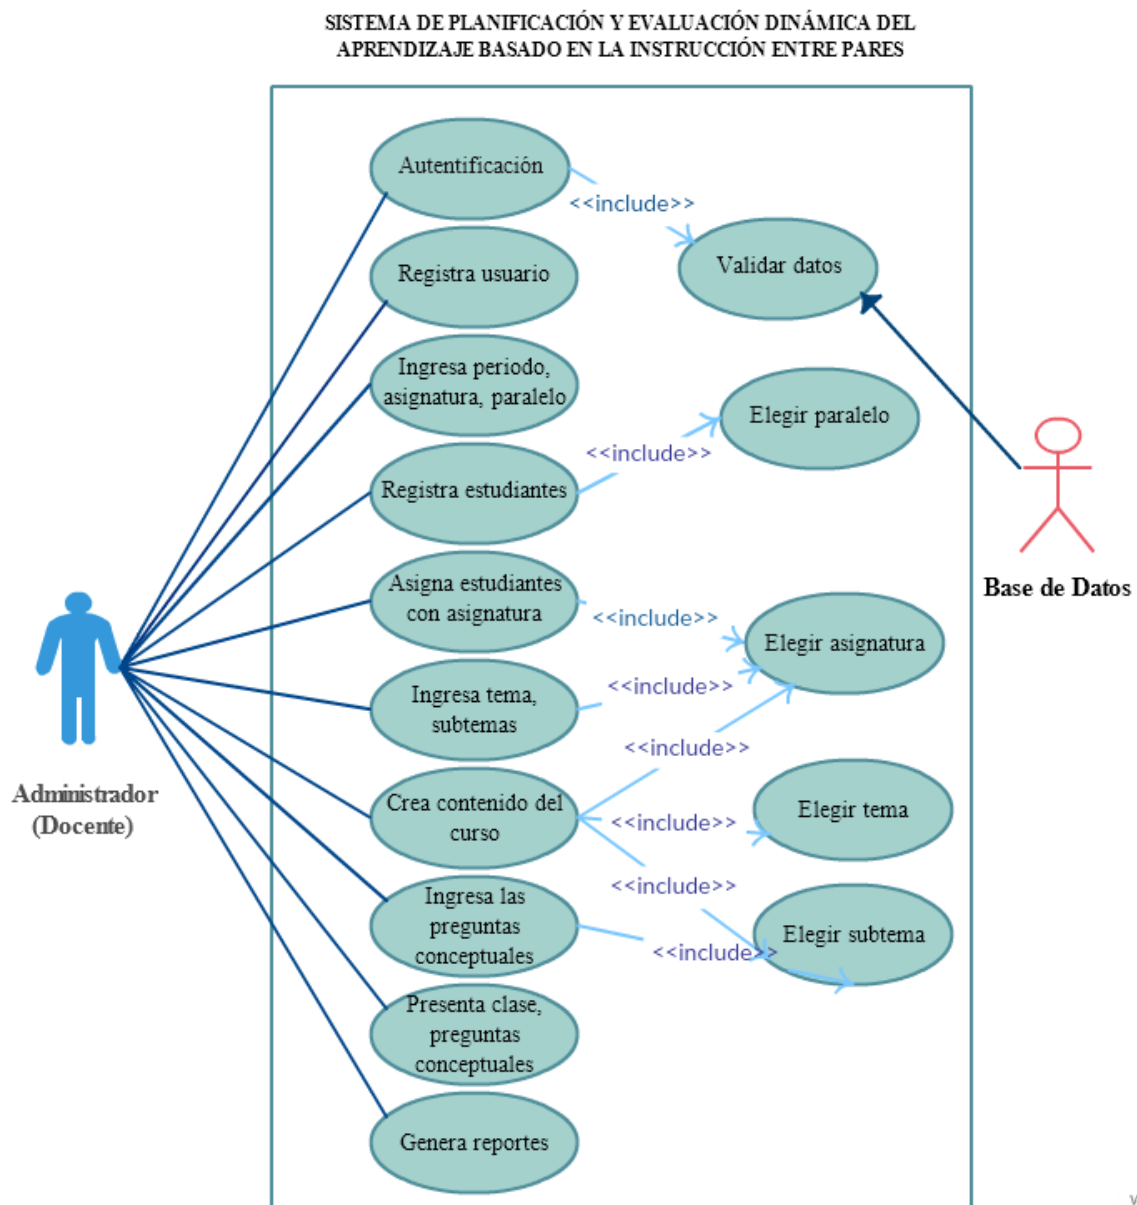 SISTEMA DE PLANIFICACIÓN Y EVALUACIÓN DINÁMICA DEL
APRENDIZAJE BASADO EN LA INSTRUCCIÓN ENTRE PARES
Autentificación
<<include>>
Validar datos
Registra usuario
Ingresa periodo,
asignatura, paralelo
Elegir paralelo
<<include>>
Registra estudiantes
Base de Datos
Asigna estudiantes
con asignatura
<<include>>
Elegir asignatura
Ingresa tema,
subtemas
<<include>>
<<include>>
Administrador
(Docente)
Crea contenido del
curso
<<include>>
Elegir tema
<<include>>
Ingresa las
preguntas
conceptuales
<<include>>
Elegir subtema
Presenta clase,
preguntas
conceptuales
Genera reportes